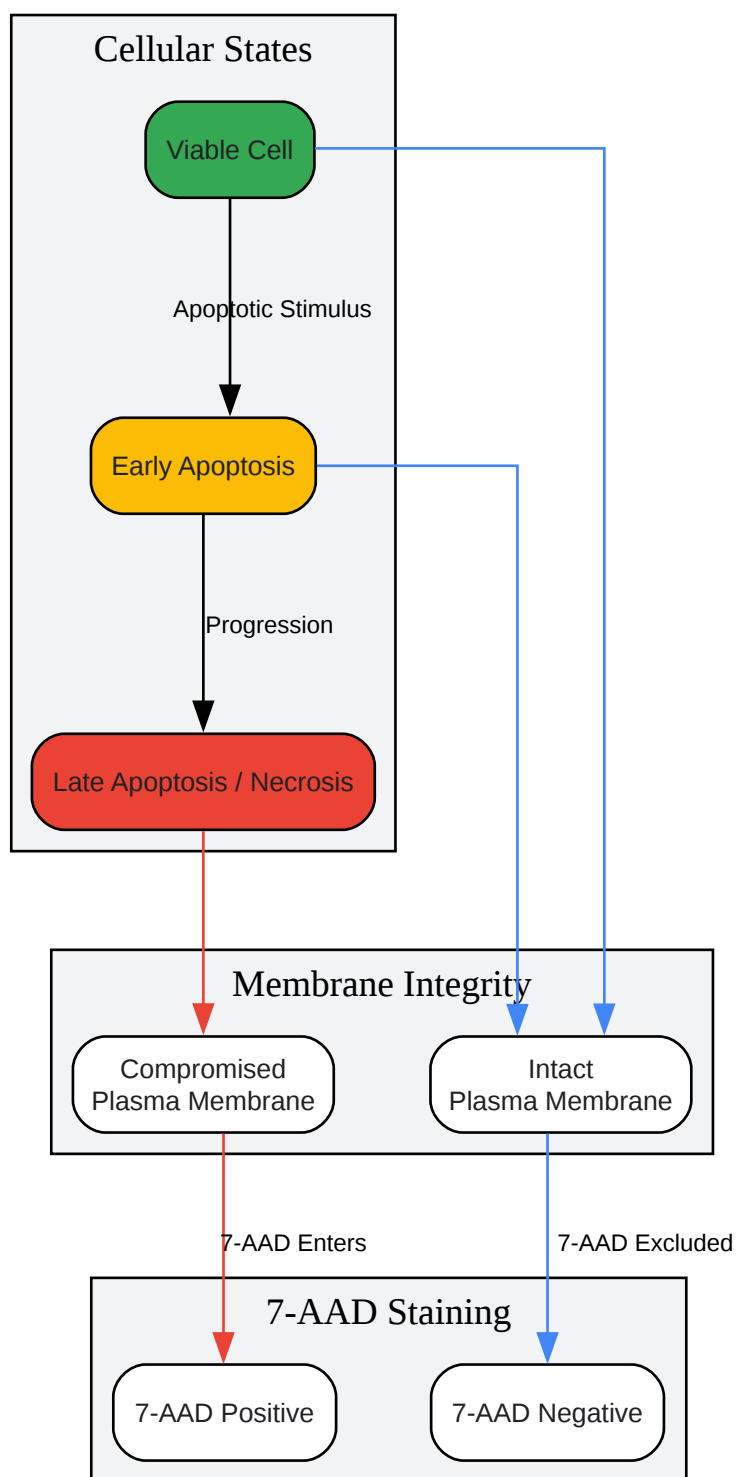 Cellular States
Viable Cell
Apoptotic Stimulus
Early Apoptosis
Progression
Late Apoptosis / Necrosis
Membrane Integrity
Compromised
Plasma Membrane
Intact
Plasma Membrane
7-AAD Enters
7-AAD Excluded
7-AAD Staining
7-AAD Positive
7-AAD Negative